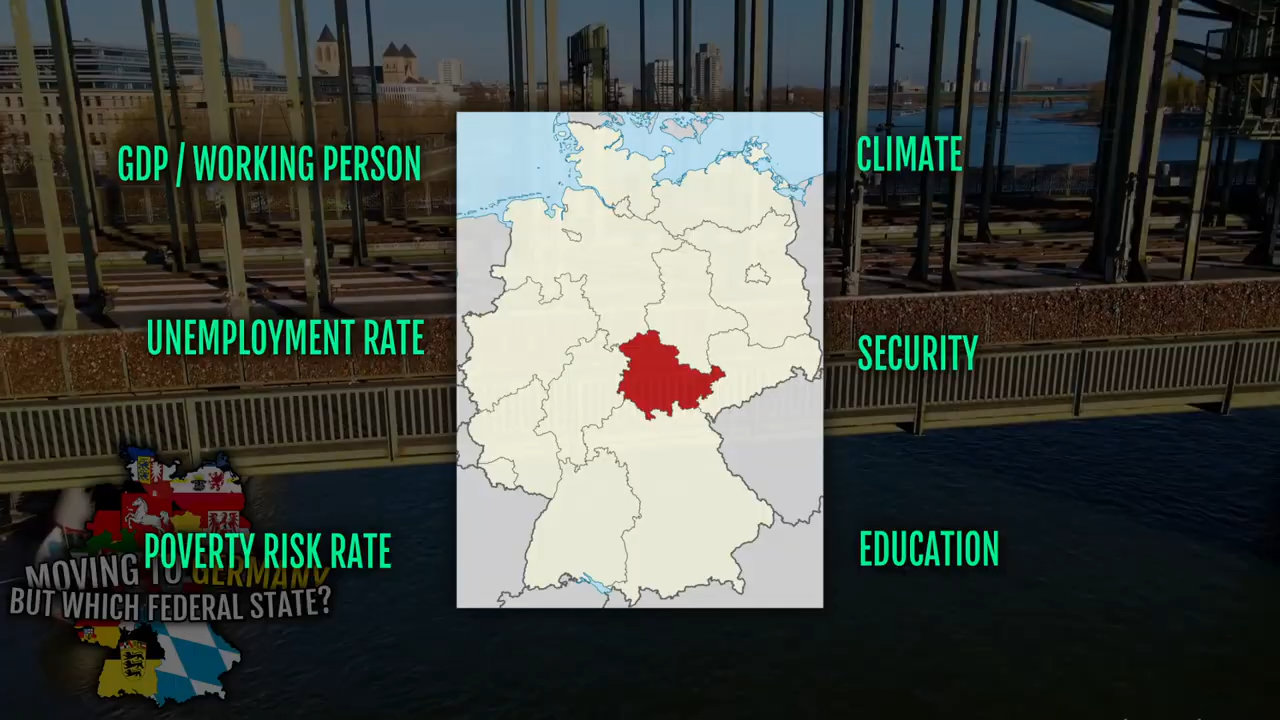 GDP / WORKING PERSON
CLIMATE
UNEMPLOYMENT RATE
SECURITY
POVERTY RISK RATE
EDUCATION
MOVING TO GERMANY
BUT WHICH FEDERAL STATE?